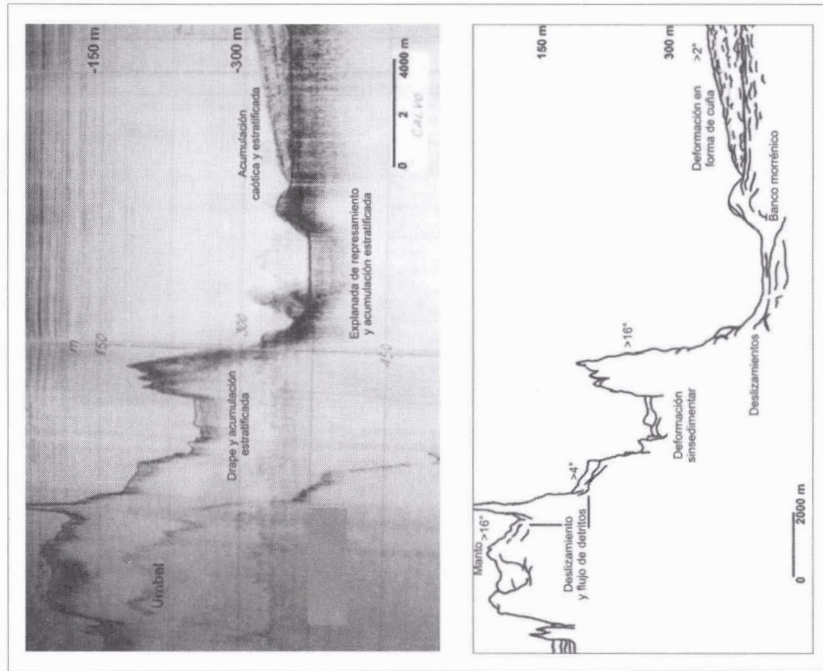 -150 m
-300 m
Acumulación
caótica y estratificada
4000 m
2
0
CALVO
Explanada de represamiento
y acumulación estratificada
m
150
300
450
Drape y acumulación
estratificada
Umbal
150 m
300 m
>2°
Deformación en
forma de cuña
Banco morrénico
>16°
Deslizamientos
Deformación
sinsedimentar
>4°
Manto
>16°
Deslizamiento
y flujo de detritos
2000 m
0